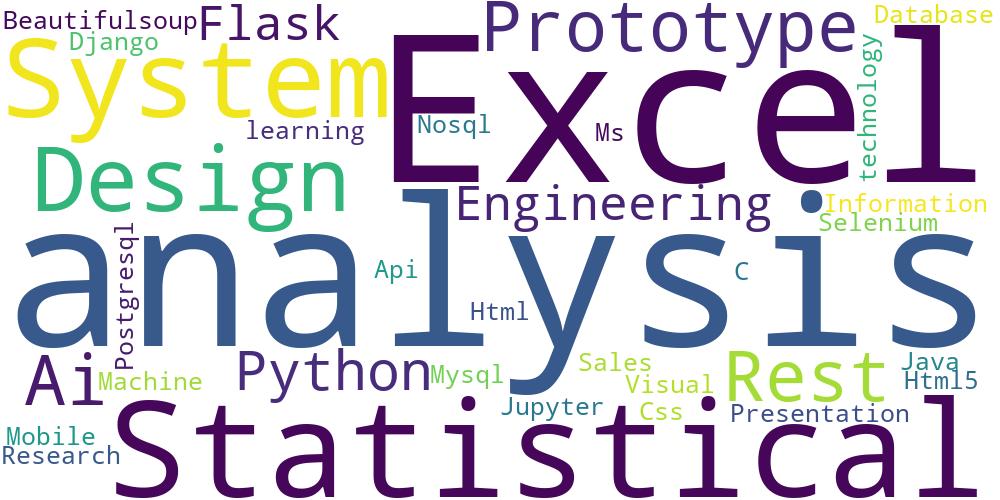 Beautifulsoup
Flask
Prototype
Database
Django
System
Excel
technology
learning
Nosql
Ms
Design
Engineering
Information
Selenium
analysis
Postgresql
Api
C
Html
Ai
Machine
Python
Mysql
Sales
Visual
Rest
Java
Html5
Jupyter
Css
Presentation
Mobile
Research
Statistical